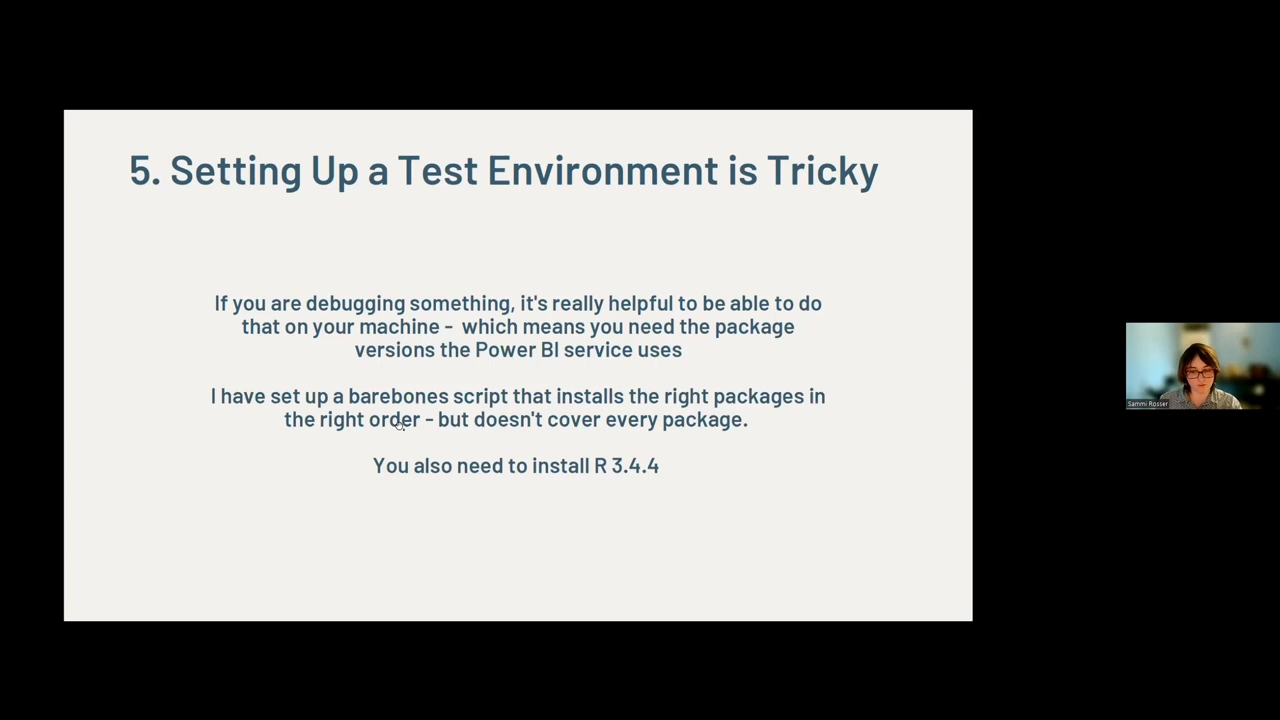 5. Setting Up a Test Environment is Tricky
If you are debugging something, it's really helpful to be able to do
that on your machine -  which means you need the package
versions the Power BI service uses
I have set up a barebones script that installs the right packages in
the right order - but doesn't cover every package.
You also need to install R 3.4.4
Sammi Rosser